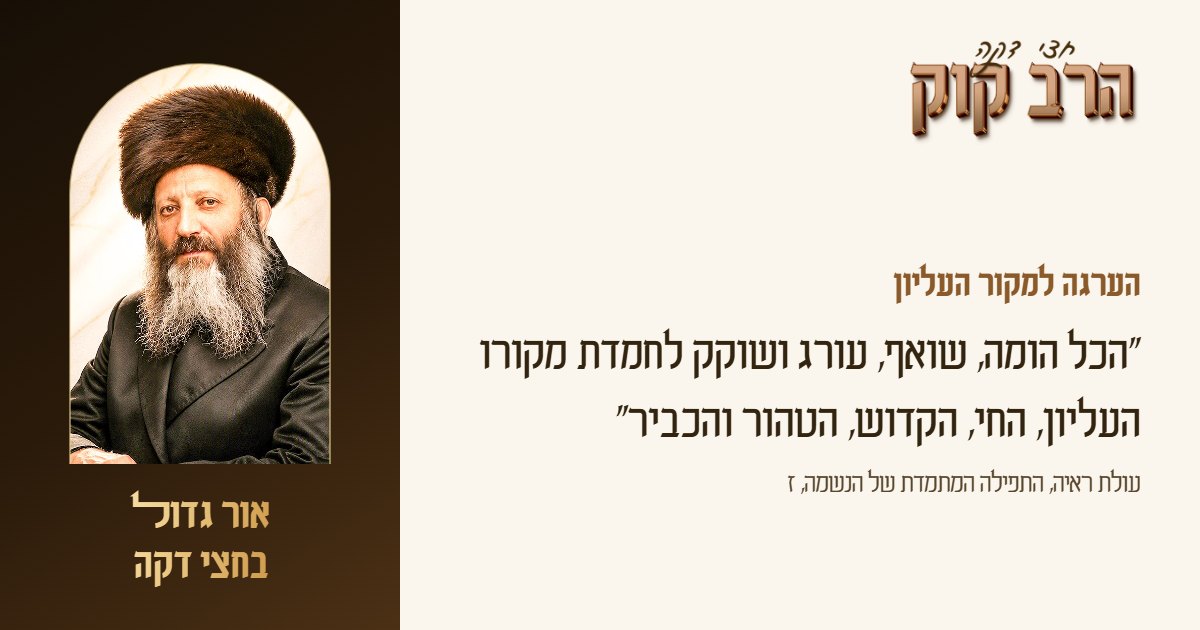 חצי דקה
הרב קוק
הערגה למקור העליון
"הכל הומה, שואף, עורג ושוקק לחמדת מקורו
העליון, החי, הקדוש, הטהור והכביר"
עולת ראיה, התפילה המתמדת של הנשמה, ז
אור גדול
בחצי דקה